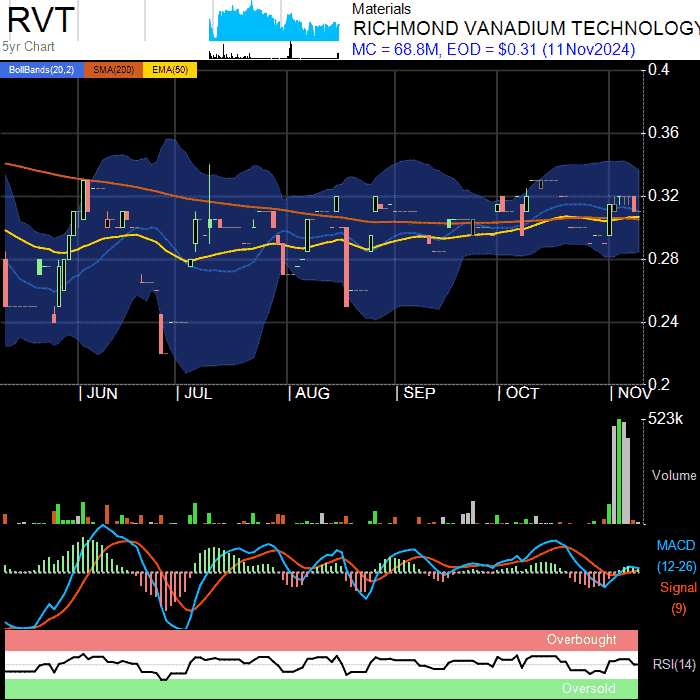 RVT
5yr Chart
Materials
RICHMOND VANADIUM TECHNOLOGY
MC = 68.8M, EOD = $0.31 (11Nov2024)
BollBands(20,2) SMA(200) EMA(50)
0.4
0.36
0.32
0.28
0.24
0.2
JUN JUL AUG SEP OCT NOV
523k
Volume
MACD
(12-26)
Signal
(9)
Overbought
RSI(14)
Oversold